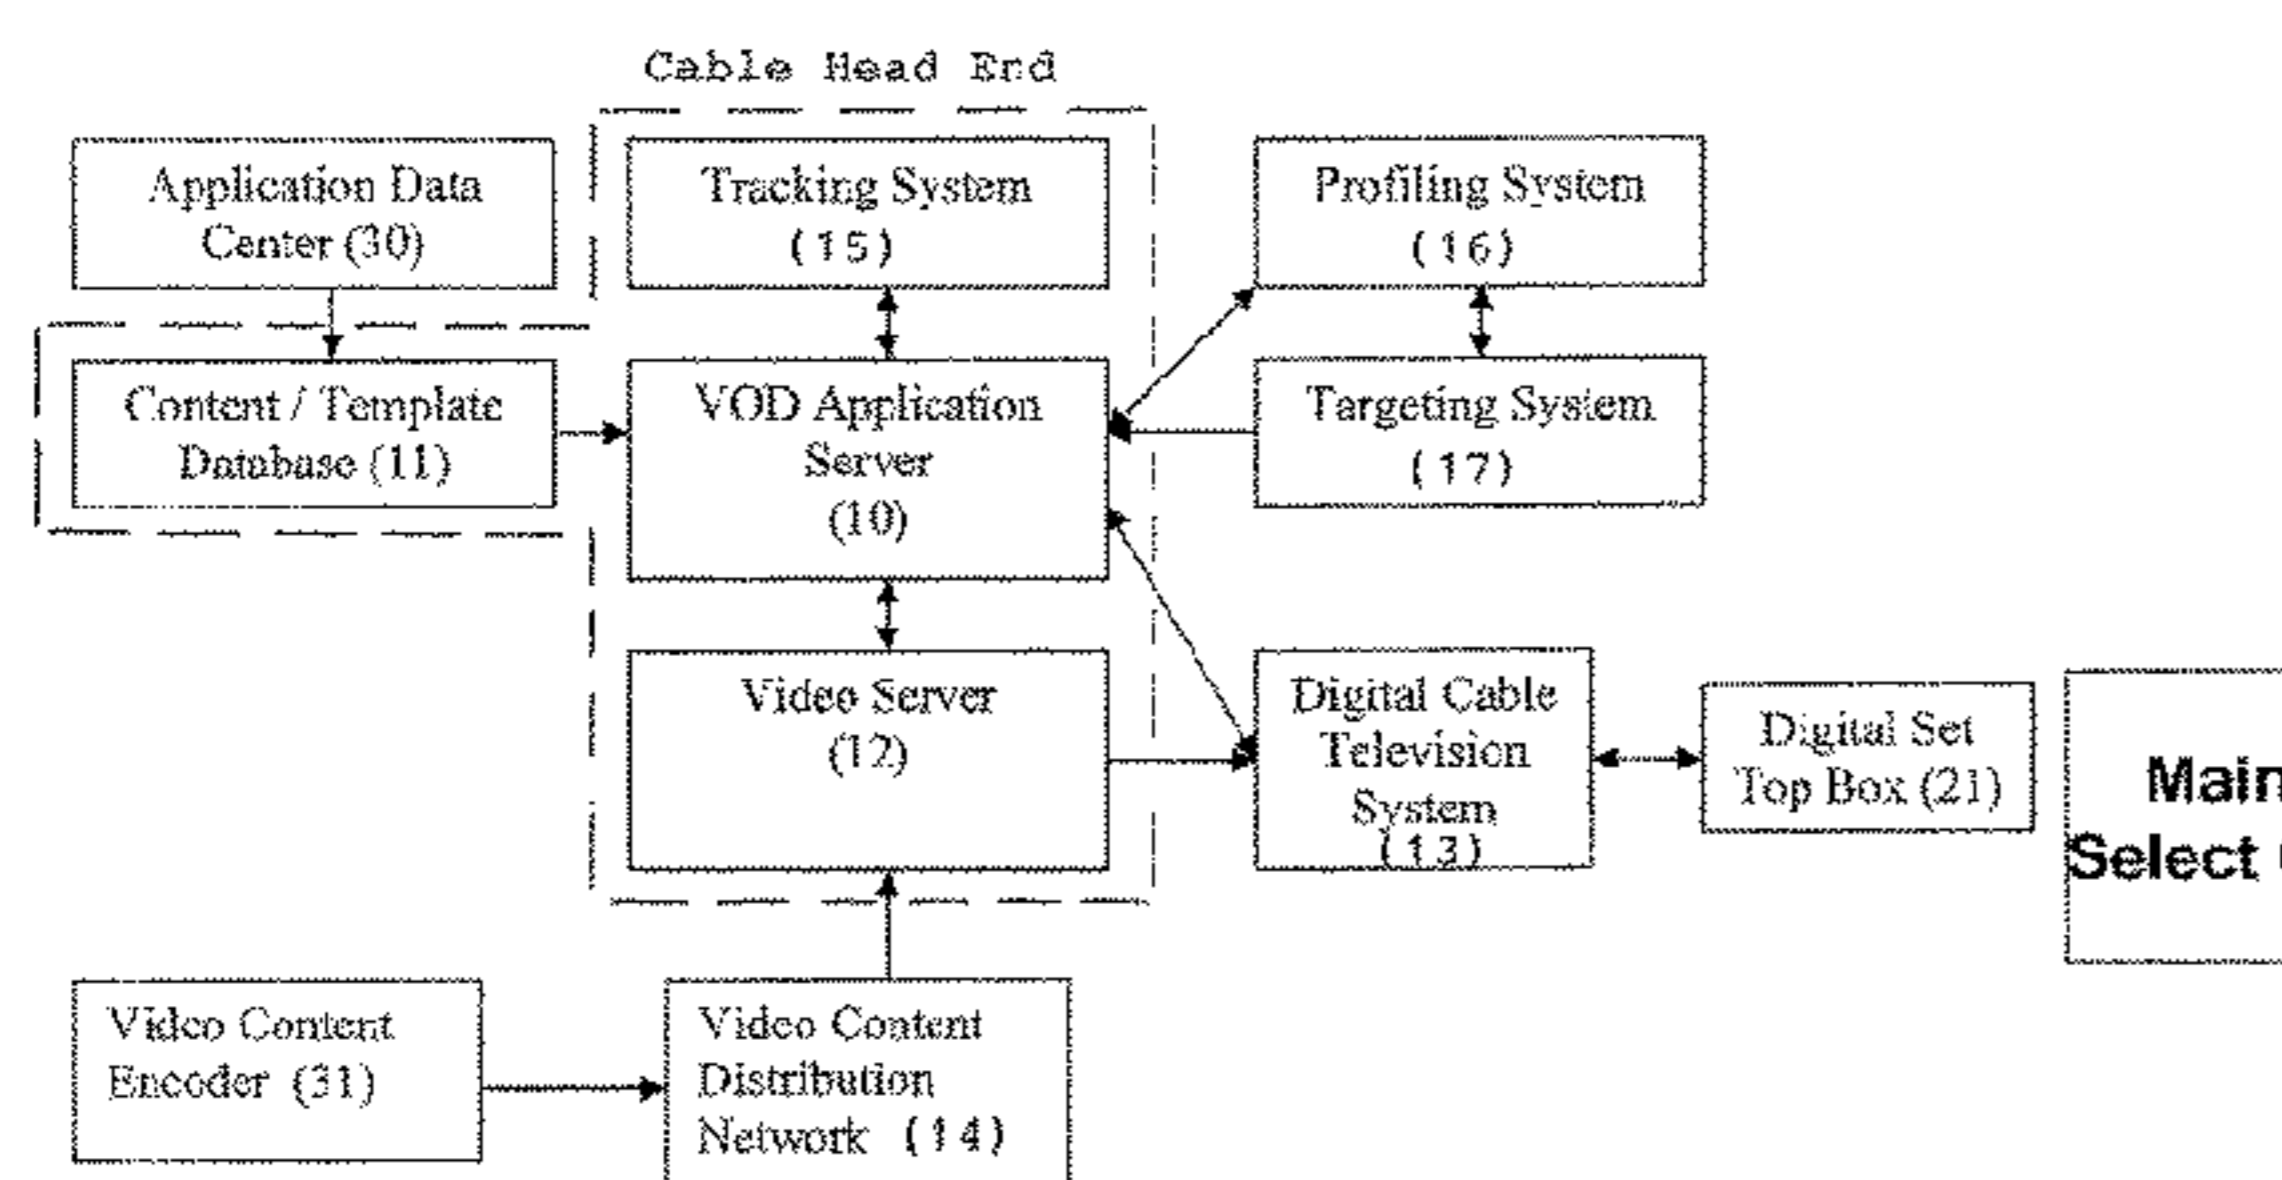 Cable Head End
Application Data
Center (30)
Tracking System
(15)
Profiling System
(16)
Content / Template
Database (11)
VOD Application
Server
(10)
Targeting System
(17)
Video Server
(12)
Digital Cable
Television
System
(13)
Digital Set
Top Box (21)
Main
Select
Video Content
Encoder (31)
Video Content
Distribution
Network (14)